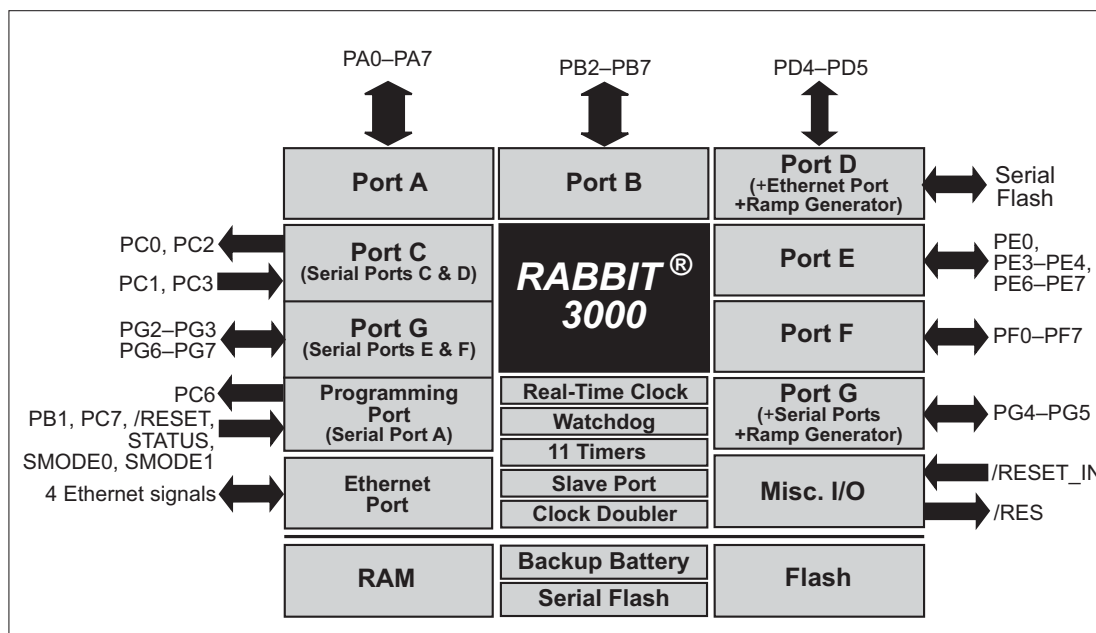 PA0–PA7
PB2–PB7
PD4–PD5
Port A
Port B
Port D
(+Ethernet Port
+Ramp Generator)
Serial
Flash
PC0, PC2
PC1, PC3
Port C
(Serial Ports C & D)
RABBIT ®
3000
Port E
PE0,
PE3–PE4,
PE6–PE7
PG2–PG3
PG6–PG7
Port G
(Serial Ports E & F)
Port F
PF0–PF7
PC6
PB1, PC7, /RESET,
STATUS,
SMODE0, SMODE1
Programming
Port
(Serial Port A)
Real-Time Clock
Watchdog
11 Timers
Slave Port
Clock Doubler
Port G
(+Serial Ports
+Ramp Generator)
PG4–PG5
4 Ethernet signals
Ethernet
Port
Misc. I/O
/RESET_IN
/RES
RAM
Backup Battery
Serial Flash
Flash